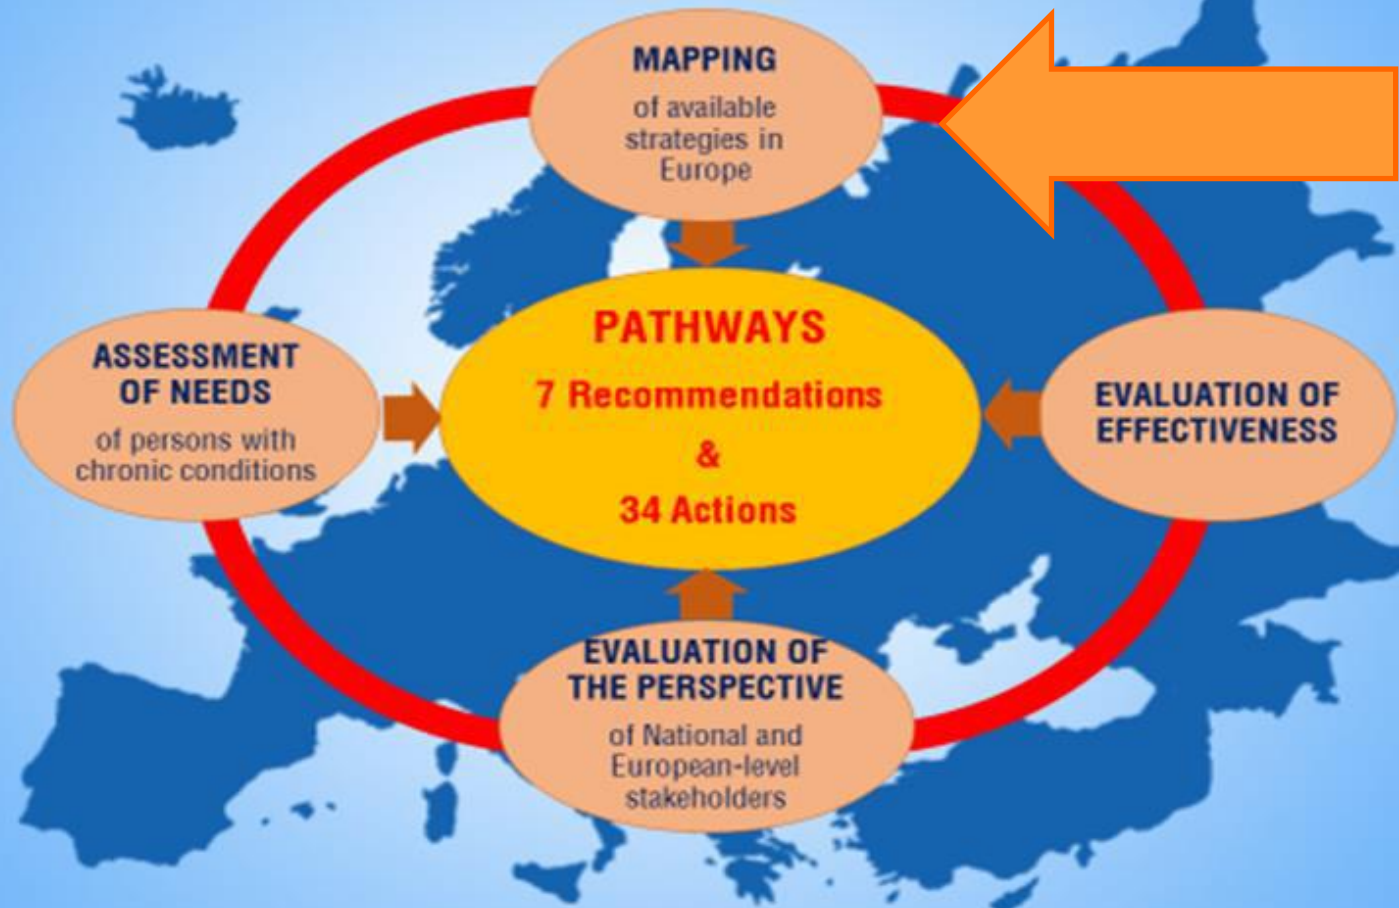 MAPPING
of available
strategies in
Europe
PATHWAYS
7 Recommendations
&
34 Actions
ASSESSMENT
OF NEEDS
of persons with
chronic conditions
EVALUATION OF
EFFECTIVENESS
EVALUATION OF
THE PERSPECTIVE
of National and
European-level
stakeholders